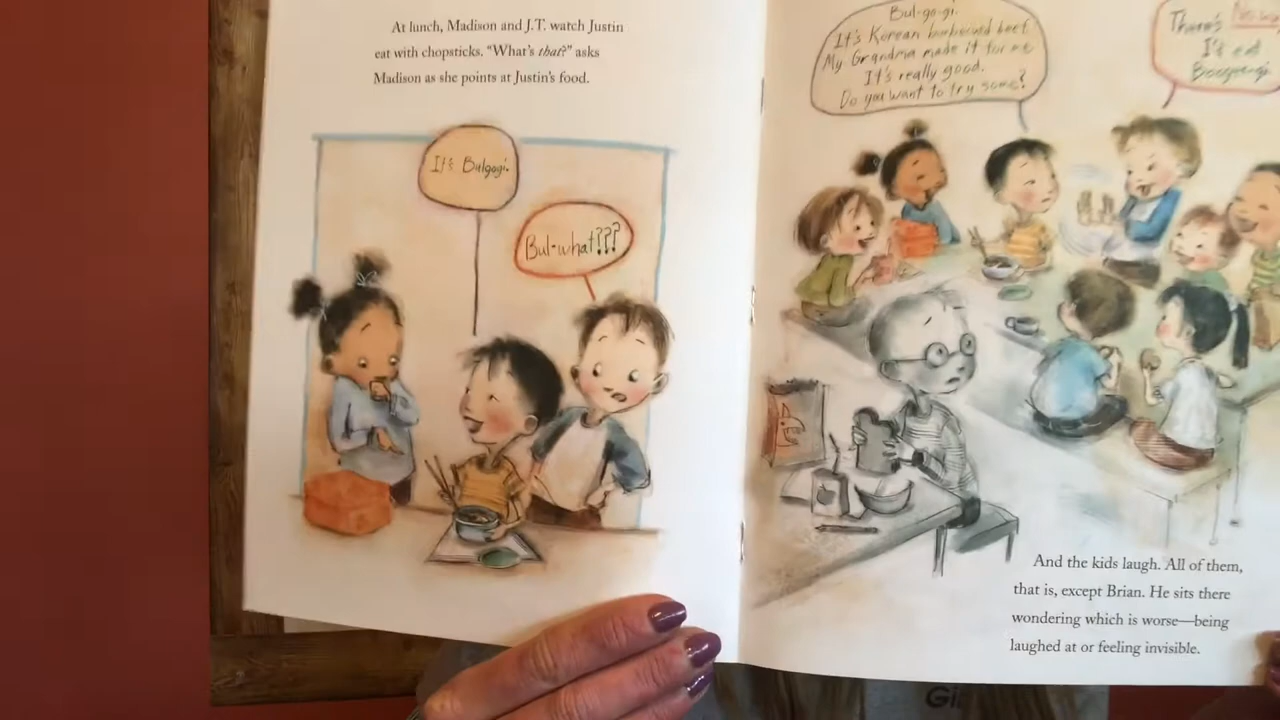 At lunch, Madison and J.T. watch Justin
eat with chopsticks. “What’s that?” asks
Madison as she points at Justin’s food.
It's Bulgogi.
Bul-what???
Bul-go-gi.
It's Korean barbecued beef.
My Grandma made it for me
It's really good.
Do you want to try some?
There's
I'd eat
And the kids laugh. All of them,
that is, except Brian. He sits there
wondering which is worse—being
laughed at or feeling invisible.